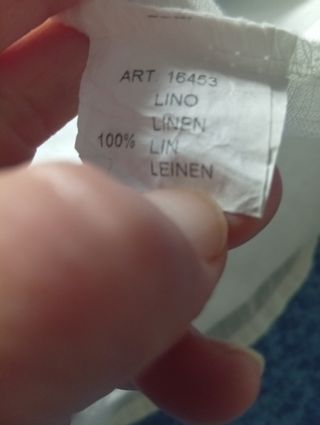 ART. 16453
LINO
LINEN
100% LIN
LEINEN